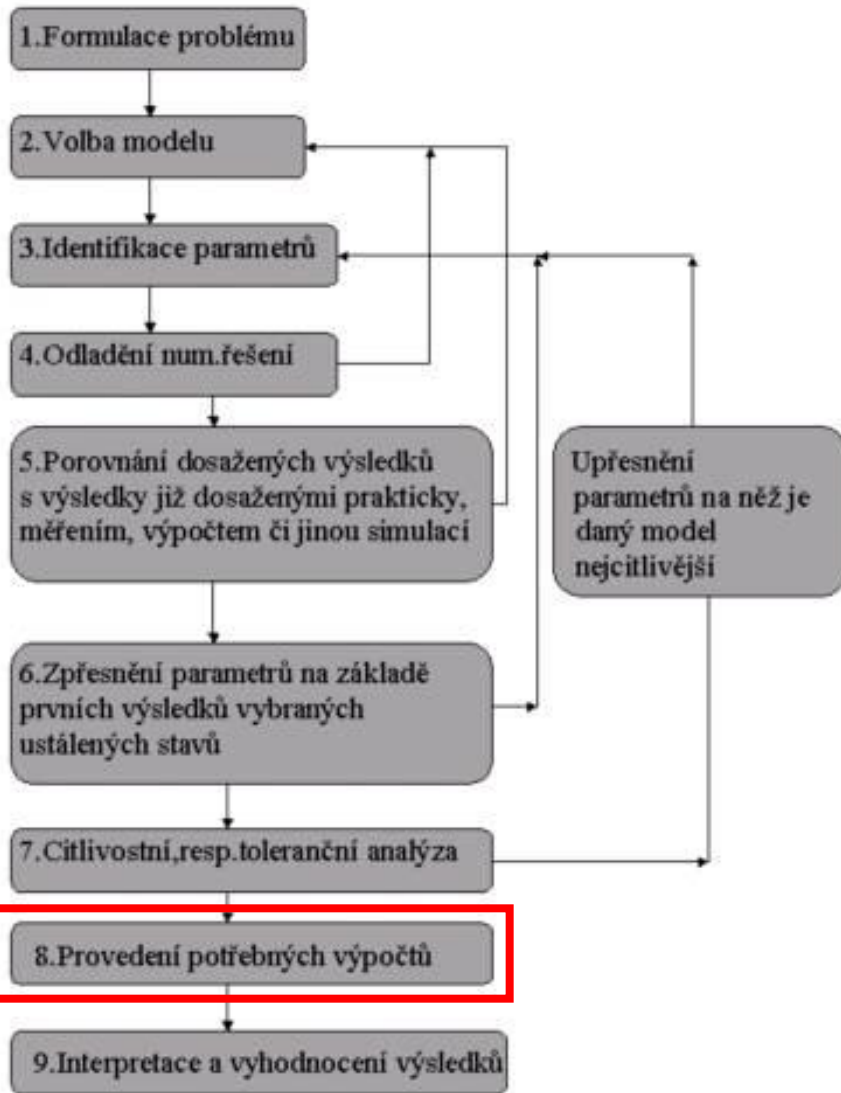 1.Formulace problému
2.Volba modelu
3.Identifikace parametrů
4.Odladění num.řešení
5.Porovnání dosažených výsledků
s výsledky již dosaženými prakticky,
měřením, výpočtem či jinou simulací
Upřesnění
parametrů na něž je
daný model
nejcitlivější
6.Zpřesnění parametrů na základě
prvních výsledků vybraných
ustálených stavů
7.Citlivostní,resp.toleranční analýza
8.Provedení potřebných výpočtů
9.Interpretace a vyhodnocení výsledků